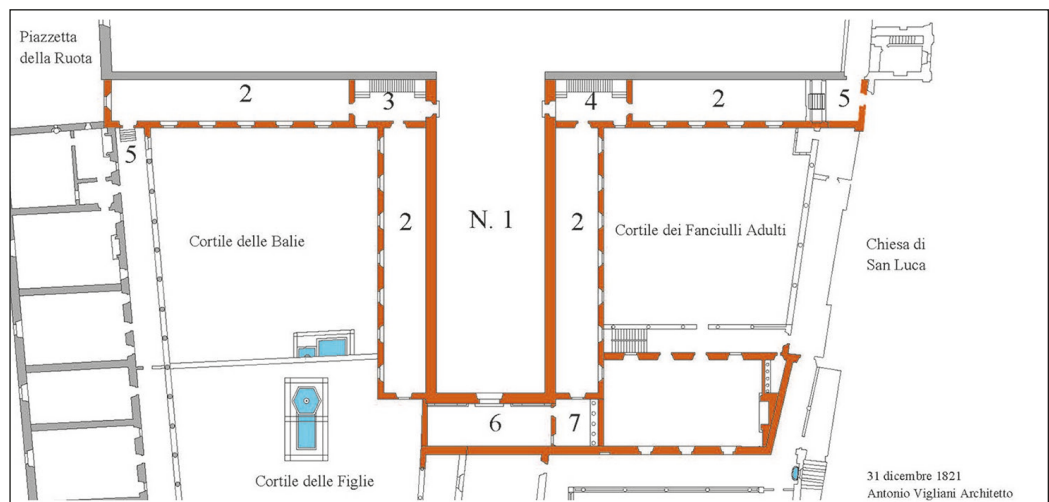 Piazzetta
della Ruota
2
3
4
2
5
5
2
N. 1
2
Cortile delle Balie
Cortile dei Fanciulli Adulti
Chiesa di
San Luca
6
7
Cortile delle Figlie
31 dicembre 1821
Antonio Vigliani Architetto